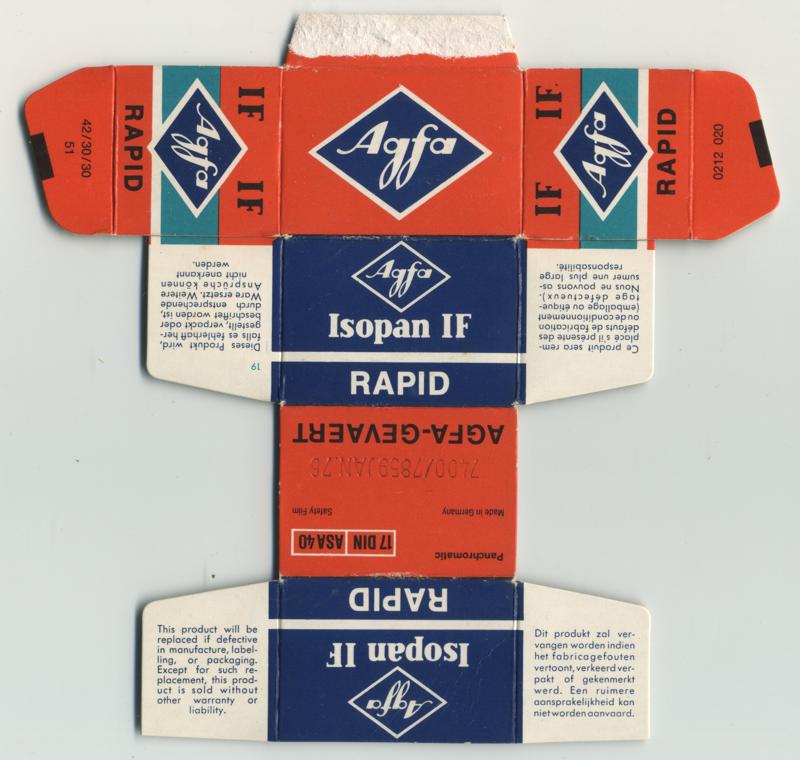 42/30/30
51
RAPID
Agfa
IF IF
Agfa
IF IF
Agfa
RAPID
0212 020
Dieses Produkt wird,
falls es fehlerhaft her-
gestellt, verpackt oder
beschriftet worden ist,
durch entsprechende
Ware ersetzt. Weitere
Ansprüche können
nicht anerkannt
werden.
19
Agfa
Isopan IF
RAPID
Ce produit sera rem-
placé s'il présente des
défauts de fabrication
ou de conditionnement
(emballage ou étique-
tage défectueux).
Nous ne pouvons as-
sumer une plus large
responsabilité.
Panchromatic
17 DIN ASA 40
Made in Germany Safety Film
7400/7859 JAN.76
AGFA-GEVAERT
Agfa
Isopan IF
RAPID
This product will be
replaced if defective
in manufacture, label-
ling, or packaging.
Except for such re-
placement, this prod-
uct is sold without
other warranty or
liability.
Dit produkt zal ver-
vangen worden indien
het fabricagefouten
vertoont, verkeerd ver-
pakt of gekenmerkt
werd. Een ruimere
aansprakelijkheid kan
niet worden aanvaard.